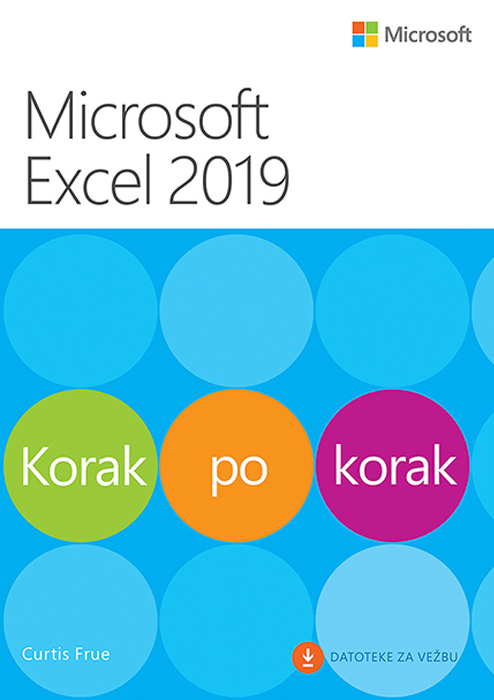 Microsoft
Microsoft
Excel 2019
Korak po korak
Curtis Frue
DATOTEKE ZA VEŽBU